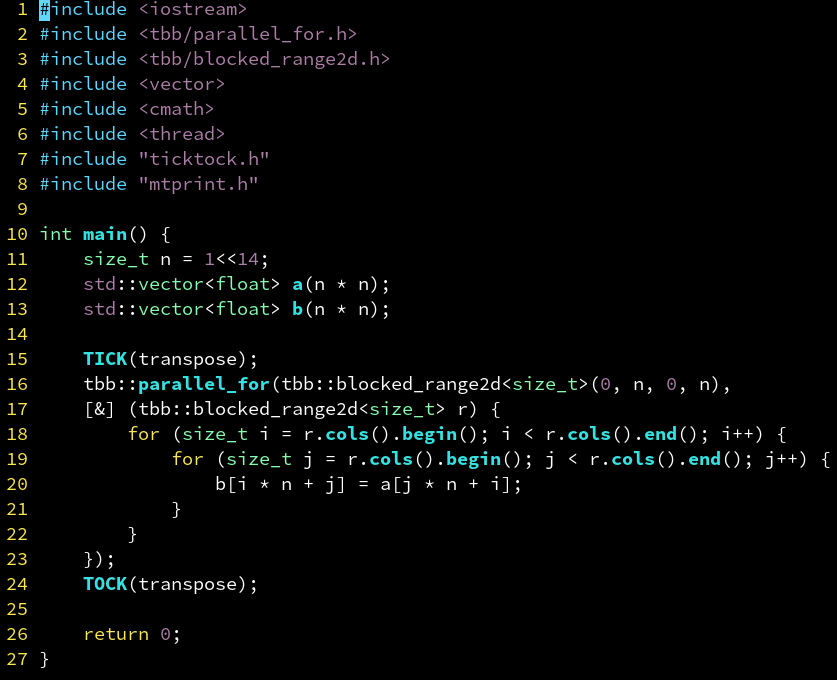 1 #include <iostream>
2 #include <tbb/parallel_for.h>
3 #include <tbb/blocked_range2d.h>
4 #include <vector>
5 #include <cmath>
6 #include <thread>
7 #include "ticktock.h"
8 #include "mtprint.h"
9
10 int main() {
11     size_t n = 1<<14;
12     std::vector<float> a(n * n);
13     std::vector<float> b(n * n);
14
15     TICK(transpose);
16     tbb::parallel_for(tbb::blocked_range2d<size_t>(0, n, 0, n),
17     [&] (tbb::blocked_range2d<size_t> r) {
18         for (size_t i = r.cols().begin(); i < r.cols().end(); i++) {
19             for (size_t j = r.cols().begin(); j < r.cols().end(); j++) {
20                 b[i * n + j] = a[j * n + i];
21             }
22         }
23     });
24     TOCK(transpose);
25
26     return 0;
27 }